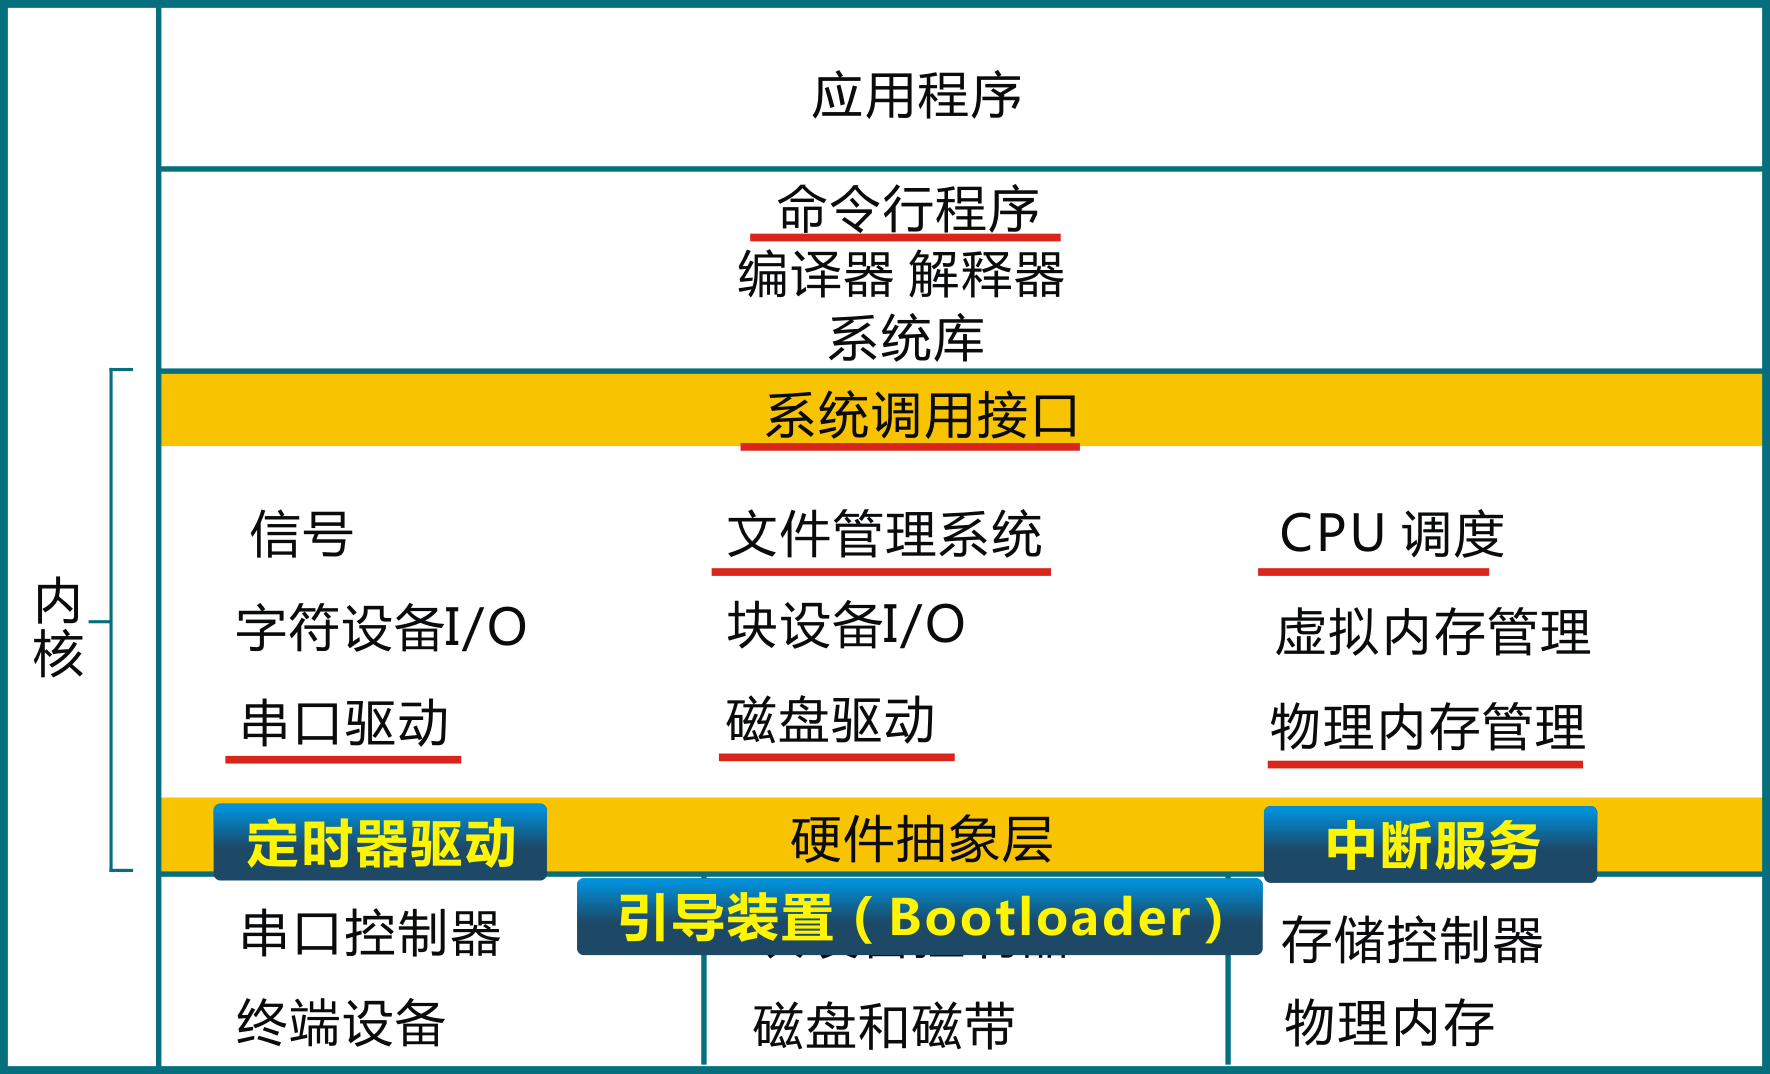 应用程序
命令行程序
编译器 解释器
系统库
系统调用接口
信号
文件管理系统
CPU 调度
字符设备I/O
块设备I/O
虚拟内存管理
内核
串口驱动
磁盘驱动
物理内存管理
定时器驱动
硬件抽象层
中断服务
引导装置（Bootloader）
串口控制器
存储控制器
终端设备
磁盘和磁带
物理内存